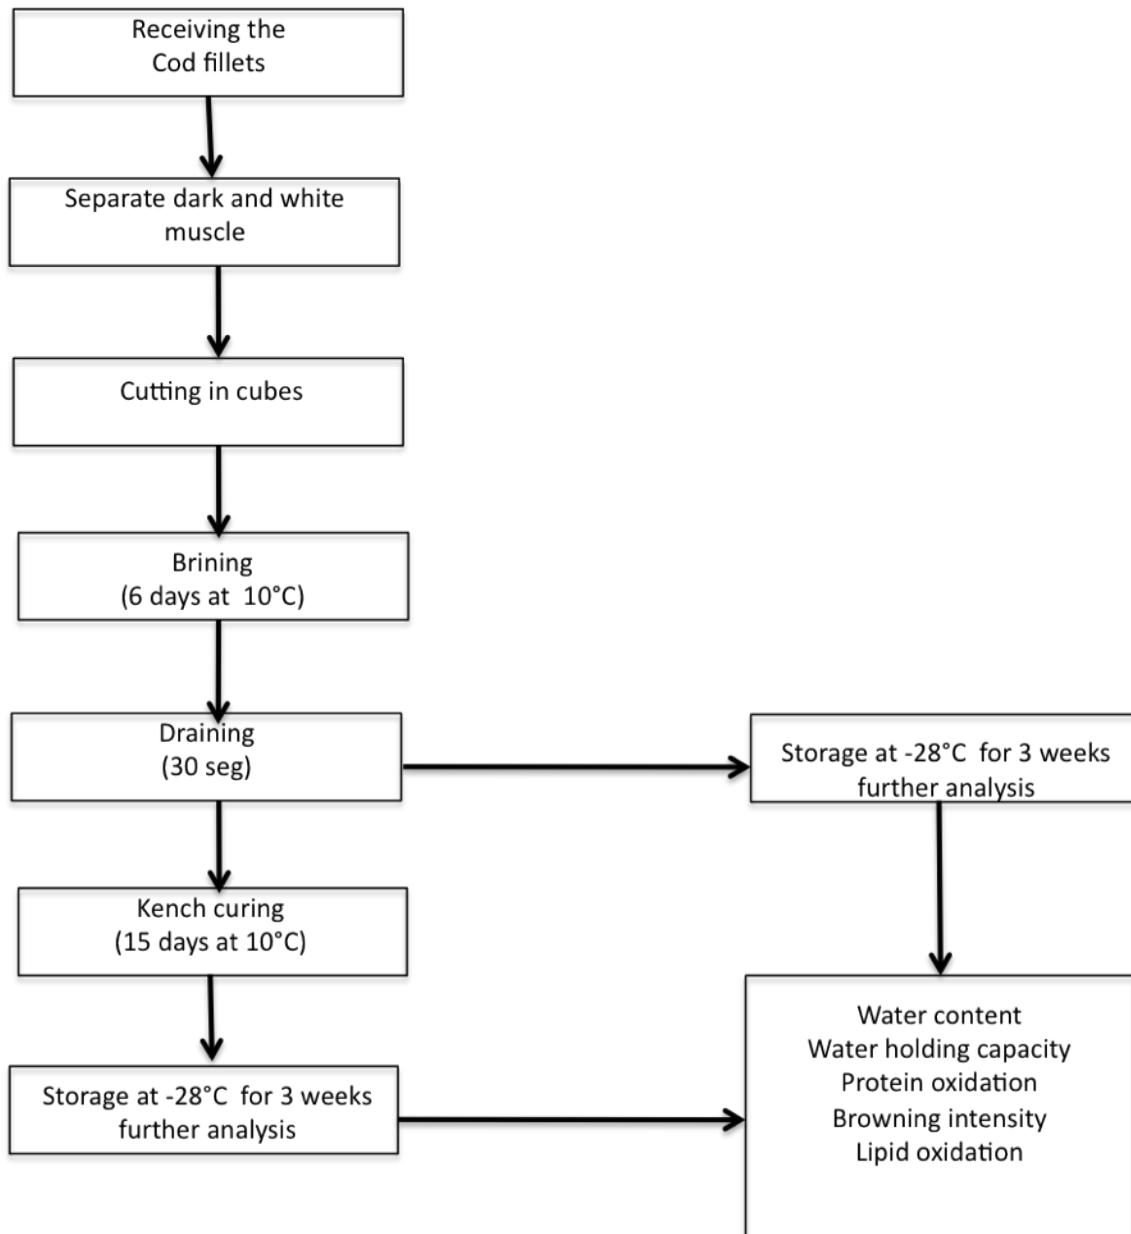 Receiving the
Cod fillets
Separate dark and white
muscle
Cutting in cubes
Brining
(6 days at 10°C)
Draining
(30 seg)
Storage at -28°C for 3 weeks
further analysis
Kench curing
(15 days at 10°C)
Storage at -28°C for 3 weeks
further analysis
Water content
Water holding capacity
Protein oxidation
Browning intensity
Lipid oxidation